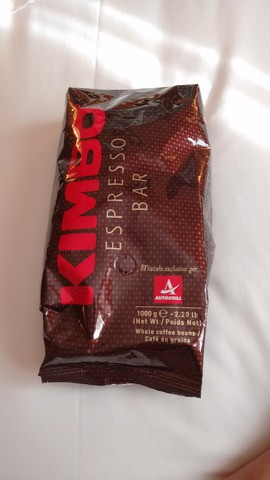 KIMBO
ESPRESSO
BAR
Miscela esclusiva per
AUTOGRILL
1000 g ℮ - 2.20 lb
(Net Wt / Poids Net)
Whole coffee beans /
Café en grains